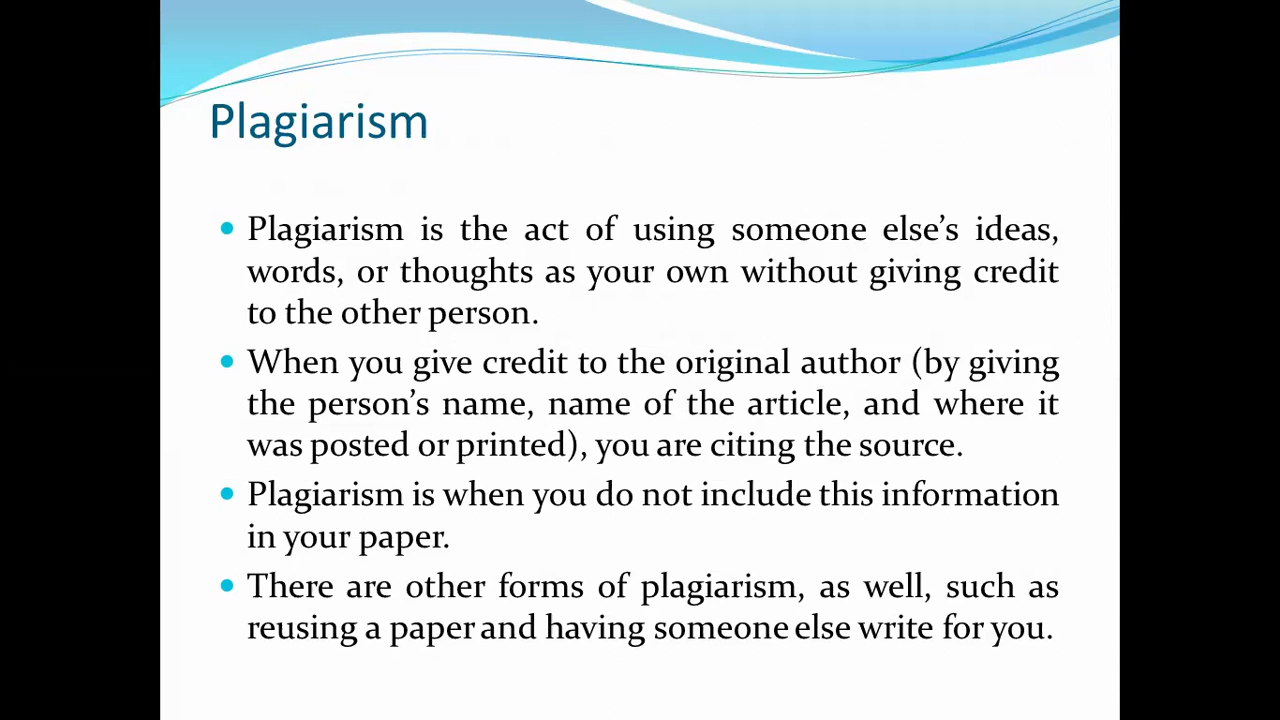 Plagiarism
• Plagiarism is the act of using someone else’s ideas,
words, or thoughts as your own without giving credit
to the other person.
• When you give credit to the original author (by giving
the person’s name, name of the article, and where it
was posted or printed), you are citing the source.
• Plagiarism is when you do not include this information
in your paper.
• There are other forms of plagiarism, as well, such as
reusing a paper and having someone else write for you.